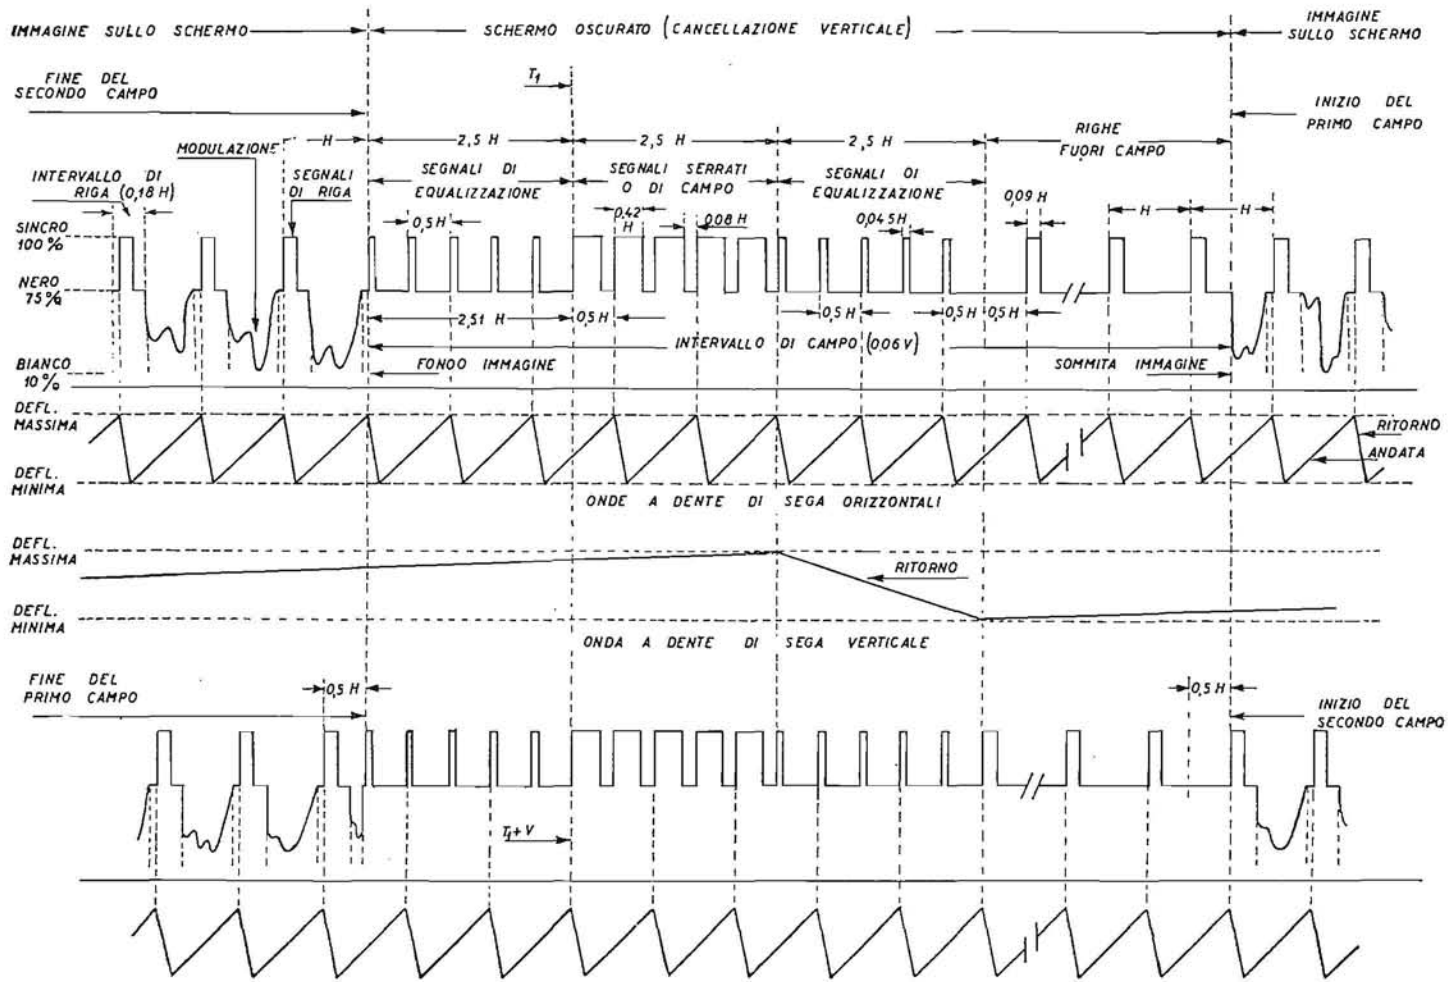 IMMAGINE SULLO SCHERMO
SCHERMO OSCURATO (CANCELLAZIONE VERTICALE)
IMMAGINE
SULLO SCHERMO
FINE DEL
SECONDO CAMPO
T1
INIZIO DEL
PRIMO CAMPO
H
2,5 H
2,5 H
2,5 H
RIGHE
FUORI CAMPO
MODULAZIONE
INTERVALLO DI
RIGA (0,18 H)
SEGNALI
DI RIGA
SEGNALI DI
EQUALIZZAZIONE
SEGNALI SERRATI
O DI CAMPO
SEGNALI DI
EQUALIZZAZIONE
0,09 H
H
H
0,5 H
0,42
H
0,08 H
0,045 H
SINCRO
100 %
NERO
75 %
2,51 H
0,5 H
0,5 H
0,5 H
0,5 H
INTERVALLO DI CAMPO (0,06 V)
BIANCO
10 %
FONDO IMMAGINE
SOMMITA IMMAGINE
DEFL.
MASSIMA
RITORNO
ANDATA
DEFL.
MINIMA
ONDE A DENTE DI SEGA ORIZZONTALI
DEFL.
MASSIMA
RITORNO
DEFL.
MINIMA
ONDA A DENTE DI SEGA VERTICALE
FINE DEL
PRIMO CAMPO
0,5 H
0,5 H
INIZIO DEL
SECONDO CAMPO
T1+V